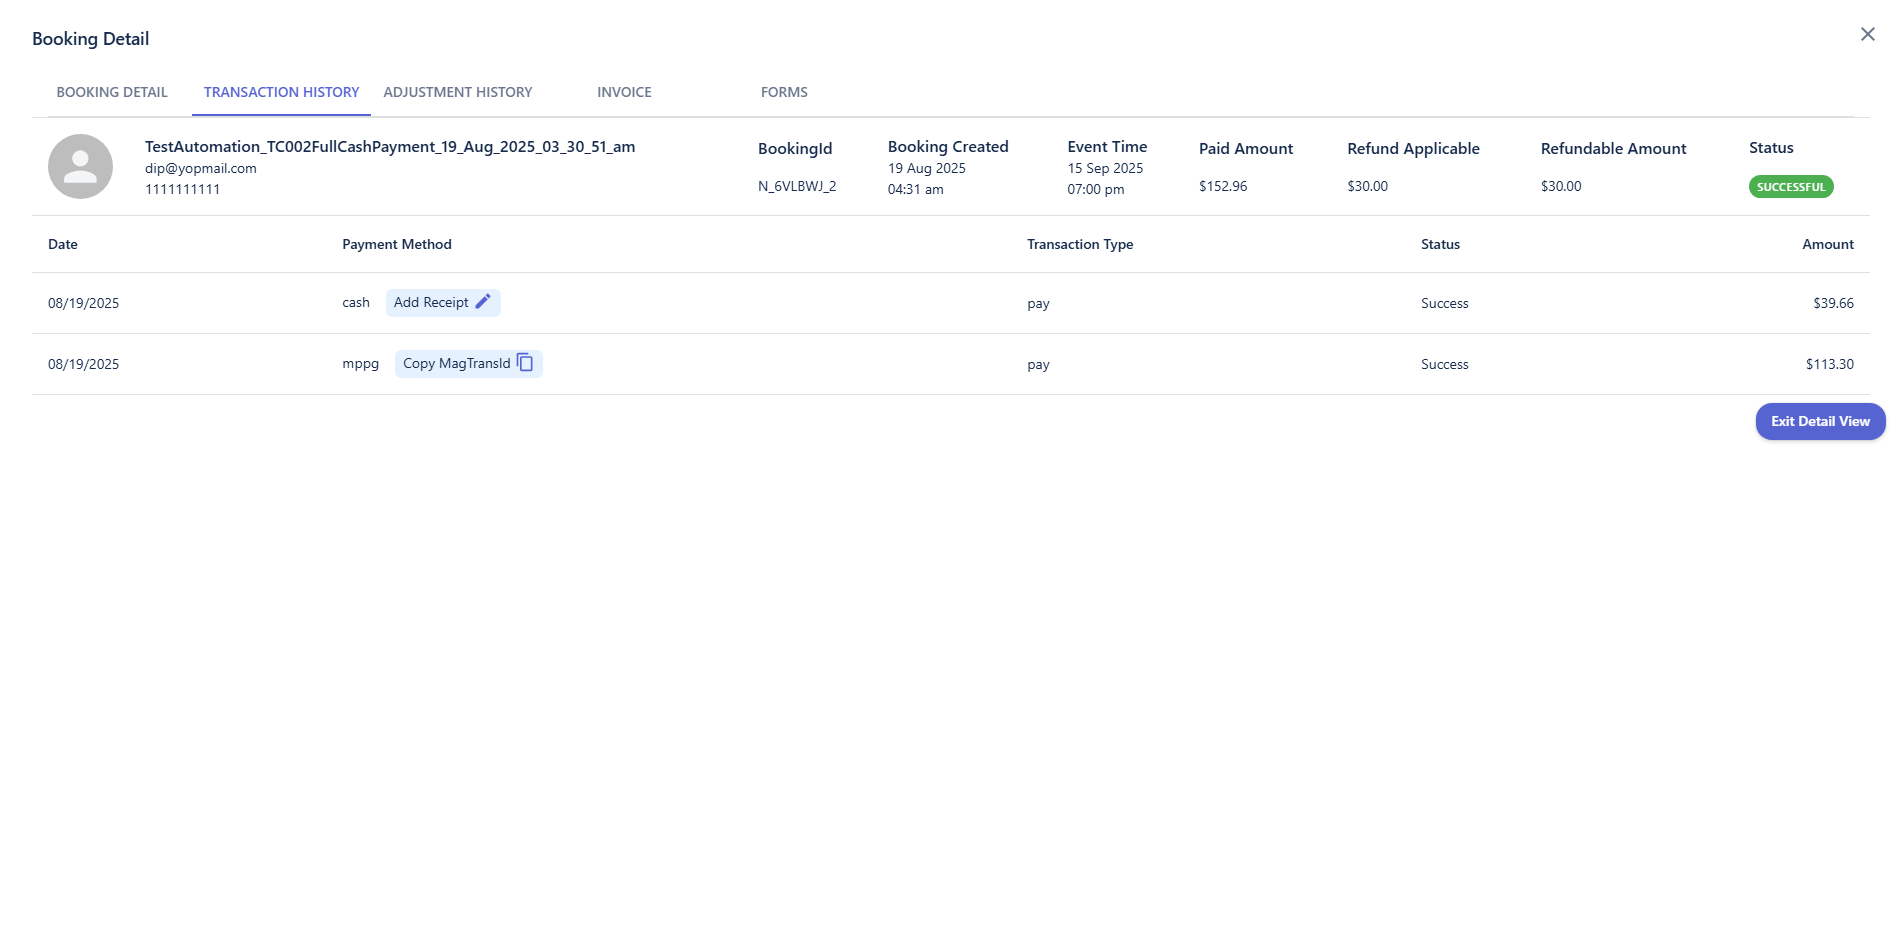 Booking Detail
BOOKING DETAIL TRANSACTION HISTORY ADJUSTMENT HISTORY INVOICE FORMS
TestAutomation_TC002FullCashPayment_19_Aug_2025_03_30_51_am
dip@yopmail.com
1111111111
BookingId
N_6VLBWJ_2
Booking Created
19 Aug 2025
04:31 am
Event Time
15 Sep 2025
07:00 pm
Paid Amount
$152.96
Refund Applicable
$30.00
Refundable Amount
$30.00
Status
SUCCESSFUL
Date Payment Method Transaction Type Status Amount
08/19/2025 cash Add Receipt pay Success $39.66
08/19/2025 mppg Copy MagTransId pay Success $113.30
Exit Detail View